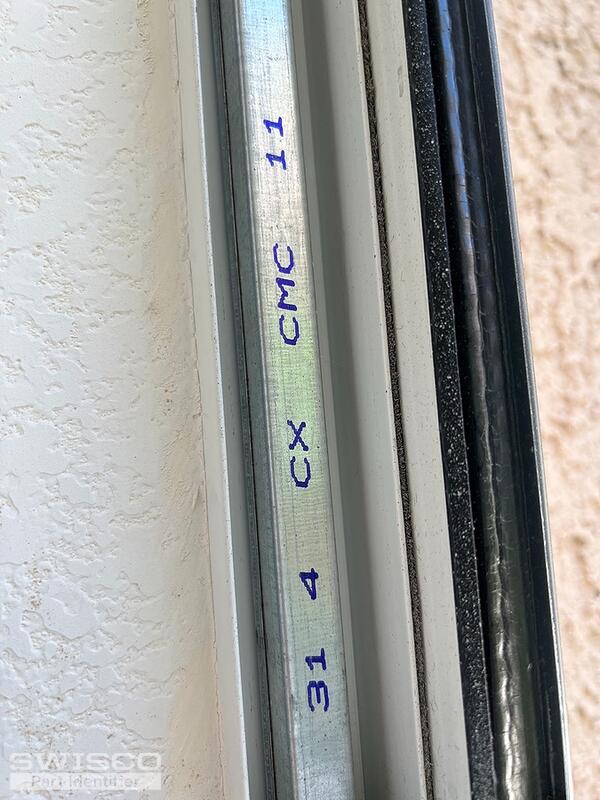 31 4 CX CMC 11
SWISCO
Part Identifier